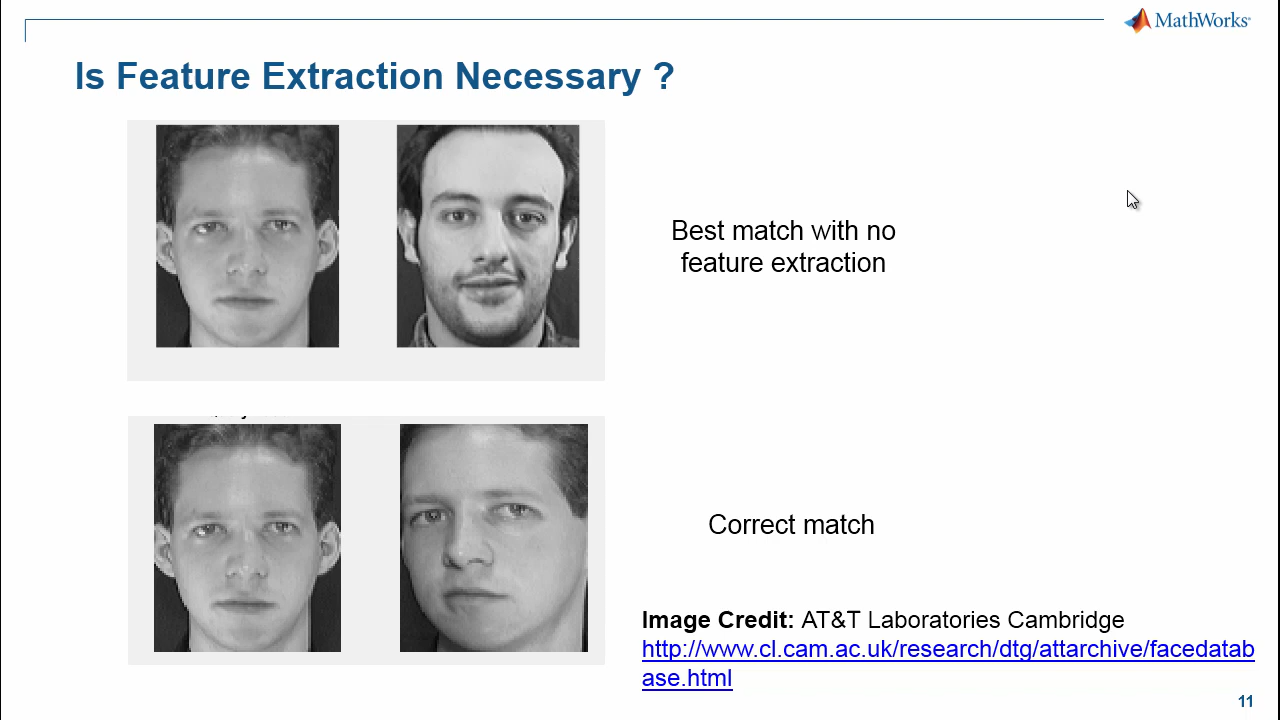 MathWorks®
Is Feature Extraction Necessary ?
Best match with no
feature extraction
Correct match
Image Credit: AT&T Laboratories Cambridge
http://www.cl.cam.ac.uk/research/dtg/attarchive/facedatab
ase.html
11